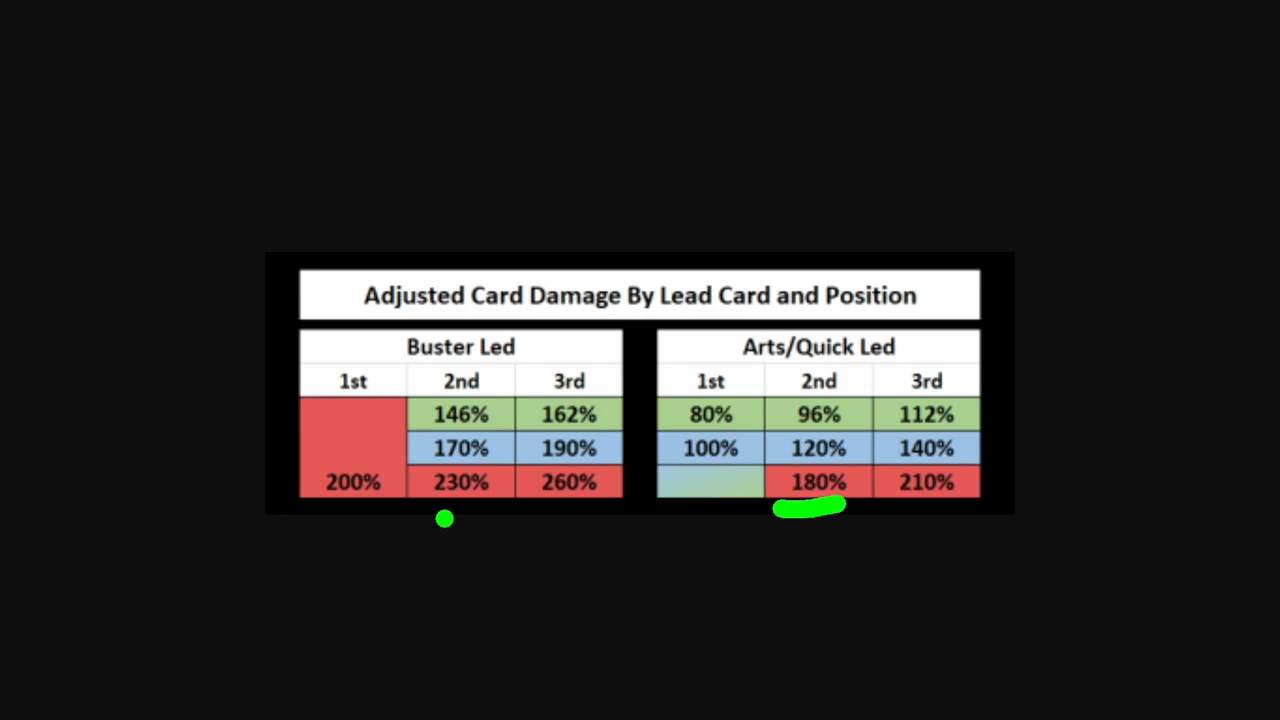 Adjusted Card Damage By Lead Card and Position
Buster Led
1st 2nd 3rd
146% 162%
170% 190%
200% 230% 260%
Arts/Quick Led
1st 2nd 3rd
80% 96% 112%
100% 120% 140%
180% 210%